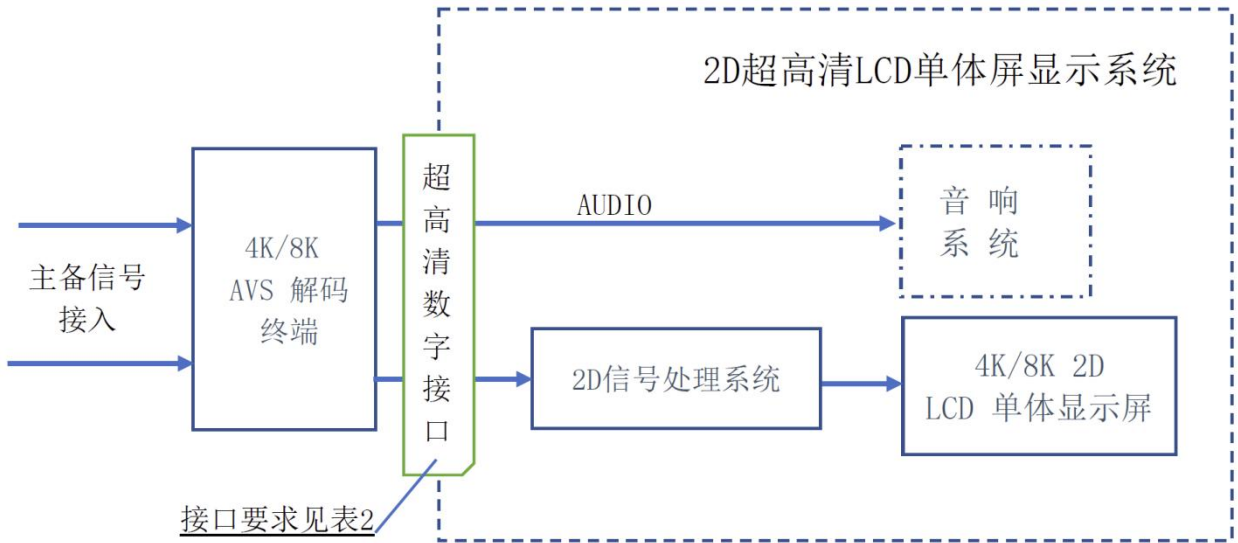 2D超高清LCD单体屏显示系统
主备信号
接入
4K/8K
AVS 解码
终端
超
高
清
数
字
接
口
AUDIO
音 响
系 统
2D信号处理系统
4K/8K 2D
LCD 单体显示屏
接口要求见表2